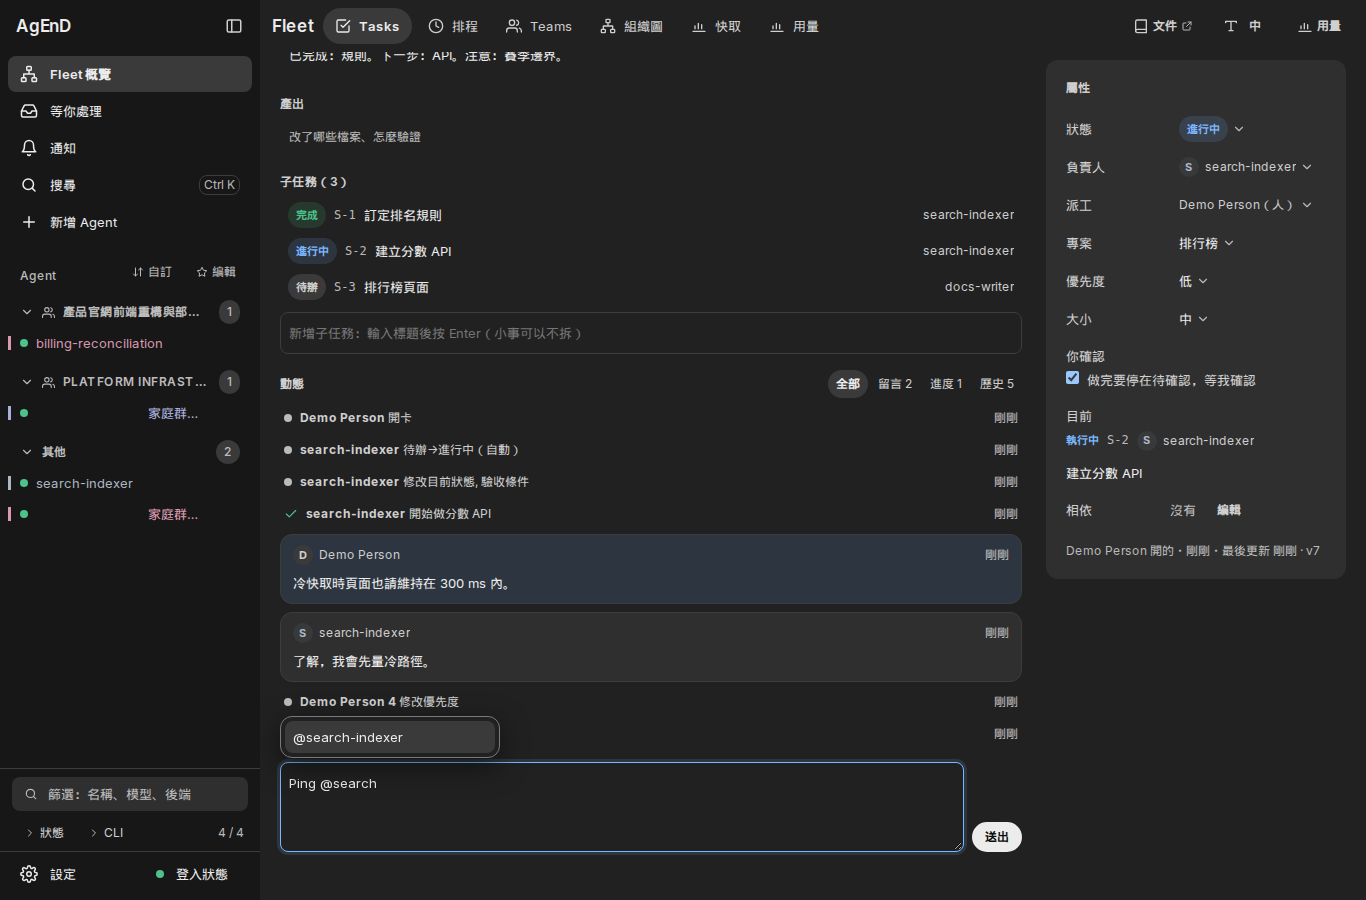 AgEnD
Fleet 概覽
等你處理
通知
搜尋
Ctrl K
新增 Agent
Agent
自訂
編輯
產品官網前端重構與部...
1
billing-reconciliation
PLATFORM INFRAST...
1
家庭群...
其他
2
search-indexer
家庭群...
篩選：名稱、模型、後端
狀態
CLI
4 / 4
設定
登入狀態
Fleet
Tasks
排程
Teams
組織圖
快取
用量
文件
中
用量
已完成：規則。下一步：API。注意：賽季邊界。
產出
改了哪些檔案、怎麼驗證
子任務（3）
完成 S-1 訂定排名規則 search-indexer
進行中 S-2 建立分數 API search-indexer
待辦 S-3 排行榜頁面 docs-writer
新增子任務：輸入標題後按 Enter（小事可以不拆）
動態
全部 留言 2 進度 1 歷史 5
Demo Person 開卡 剛剛
search-indexer 待辦→進行中（自動） 剛剛
search-indexer 修改目前狀態, 驗收條件 剛剛
search-indexer 開始做分數 API 剛剛
D Demo Person 剛剛
冷快取時頁面也請維持在 300 ms 內。
S search-indexer 剛剛
了解，我會先量冷路徑。
Demo Person 4 修改優先度 剛剛
剛剛
@search-indexer
Ping @search
送出
屬性
狀態 進行中
負責人 S search-indexer
派工 Demo Person（人）
專案 排行榜
優先度 低
大小 中
你確認
做完要停在待確認，等我確認
目前
執行中 S-2 S search-indexer
建立分數 API
相依 沒有 編輯
Demo Person 開的・剛剛・最後更新 剛剛 · v7